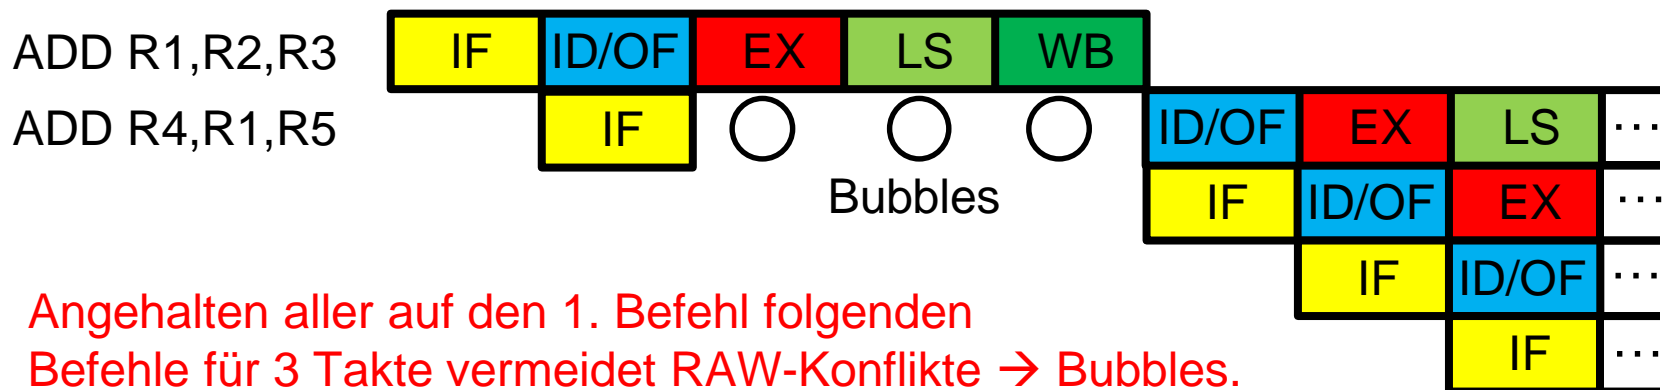 ADD R1,R2,R3 IF ID/OF EX LS WB
ADD R4,R1,R5 IF ID/OF EX LS ...
Bubbles IF ID/OF EX ...
IF ID/OF ...
Angehalten aller auf den 1. Befehl folgenden
IF ...
Befehle für 3 Takte vermeidet RAW-Konflikte → Bubbles.